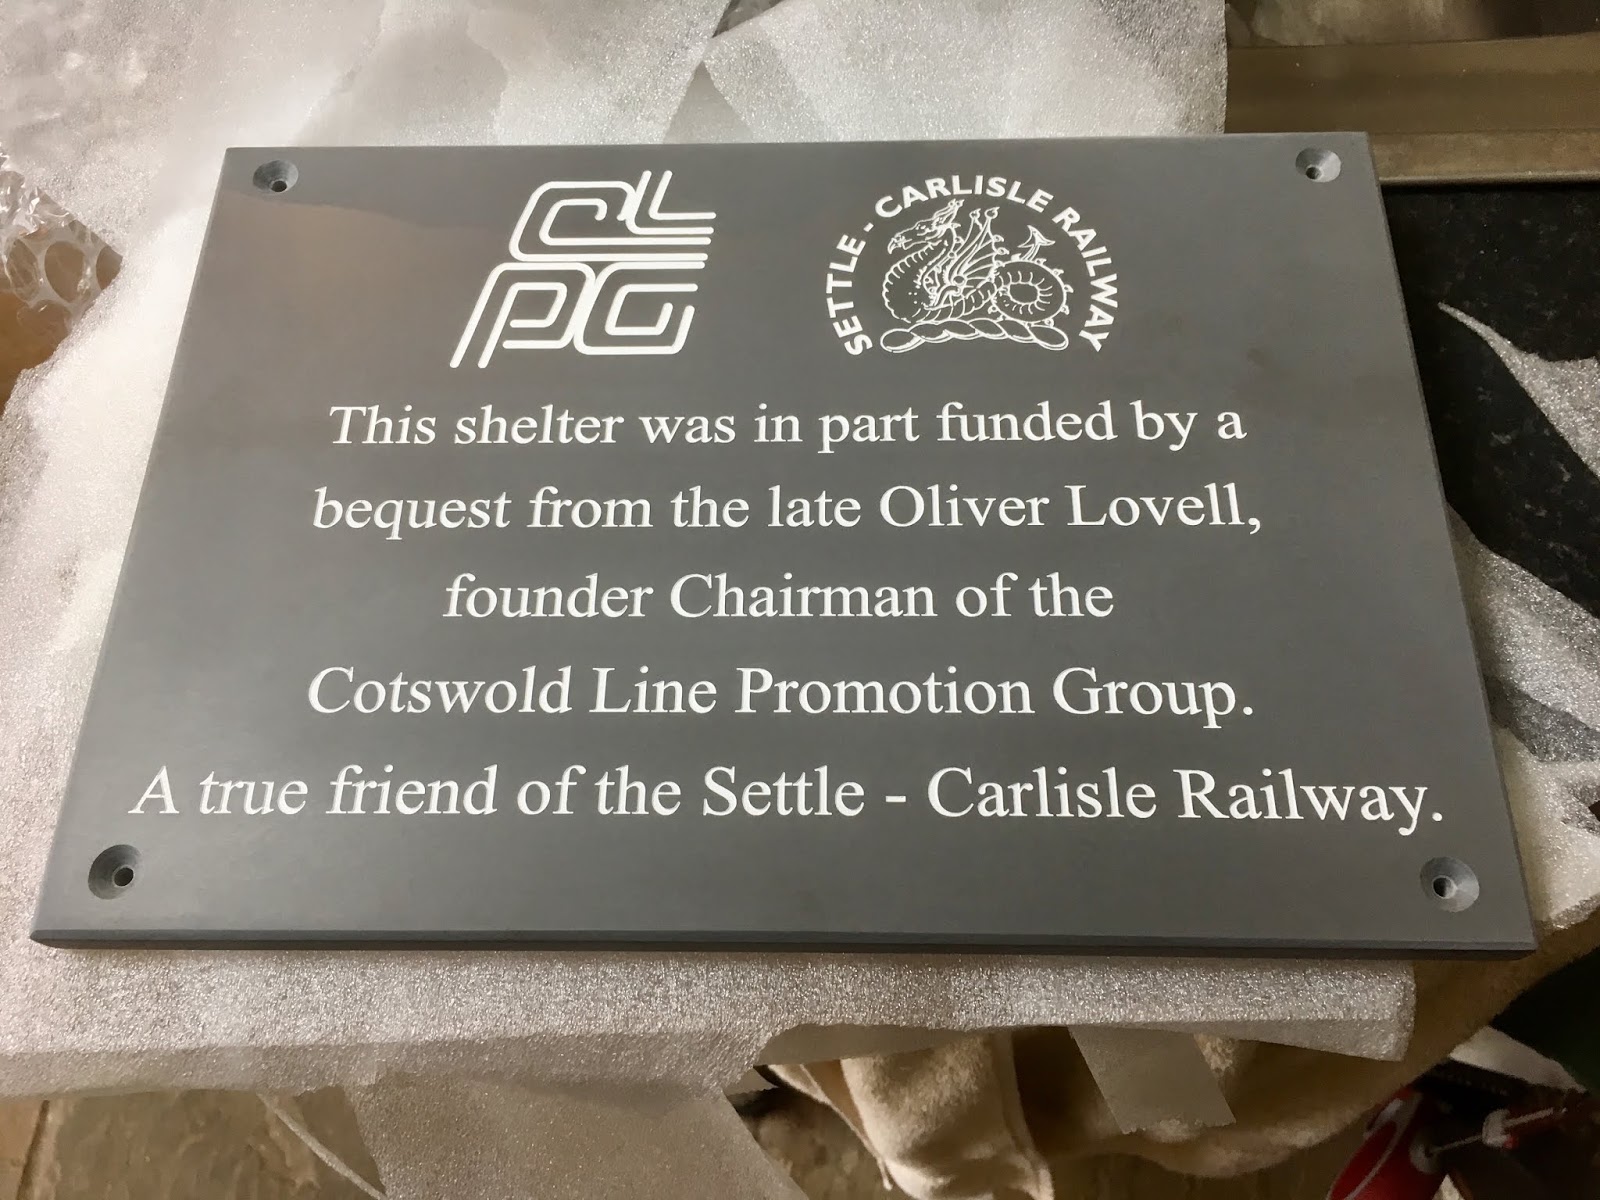 CL
PG
SETTLE - CARLISLE RAILWAY
This shelter was in part funded by a
bequest from the late Oliver Lovell,
founder Chairman of the
Cotswold Line Promotion Group.
A true friend of the Settle - Carlisle Railway.